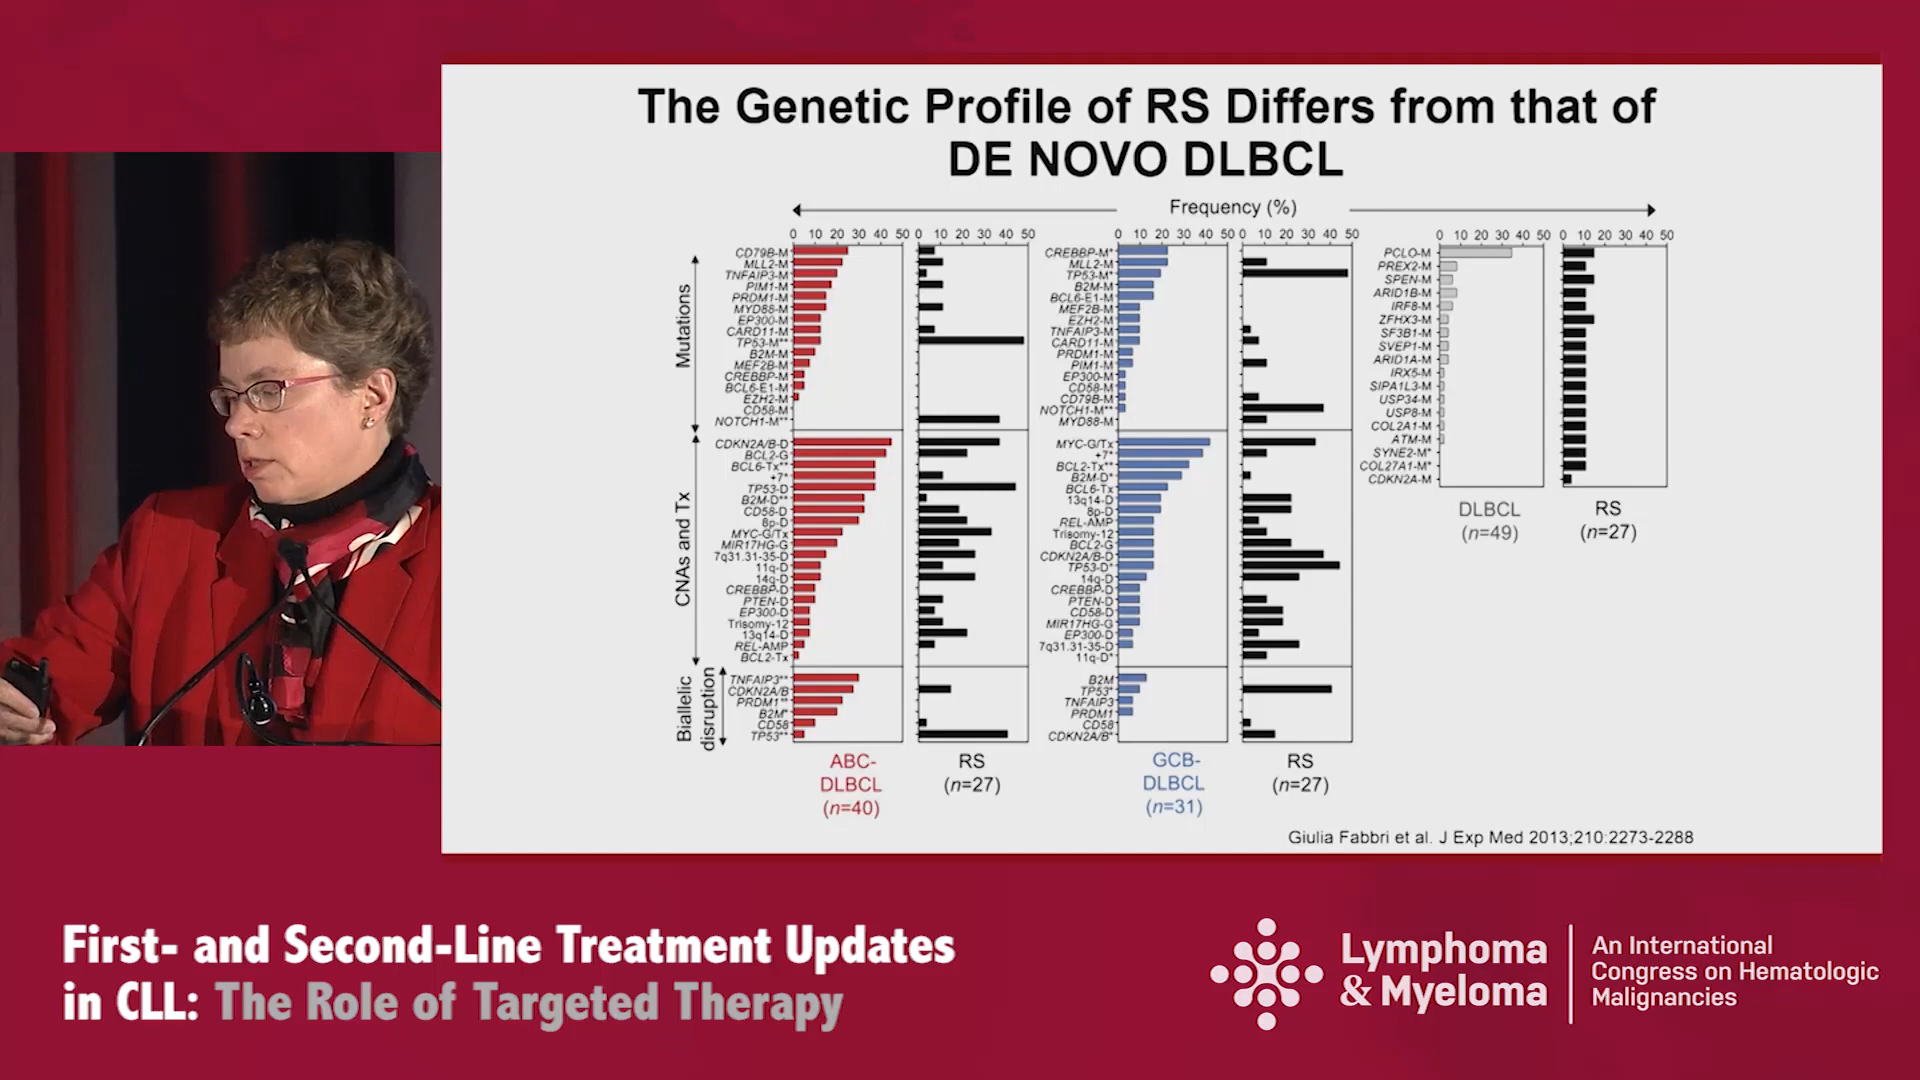 The Genetic Profile of RS Differs from that of
DE NOVO DLBCL
Frequency (%)
0 10 20 30 40 50 0 10 20 30 40 50
Mutations
CD79B-M
MLL2-M
TNFAIP3-M
PIM1-M
PRDM1-M
MYD88-M
EP300-M
CARD11-M
TP53-M**
B2M-M
MEF2B-M
CREBBP-M
BCL6-E1-M
EZH2-M
CD58-M
NOTCH1-M**
CNAs and Tx
CDKN2A/B-D
BCL2-G
BCL6-Tx**
+7*
TP53-D
B2M-D**
CD58-D
8p-D
MYC-G/Tx
MIR17HG-G
7q31.31-35-D
11q-D
14q-D
CREBBP-D
PTEN-D
EP300-D
Trisomy-12
13q14-D
REL-AMP
BCL2-Tx
Biallelic
disruption
TNFAIP3**
CDKN2A/B
PRDM1**
B2M*
CD58
TP53**
ABC-
DLBCL
(n=40)
RS
(n=27)
0 10 20 30 40 50 0 10 20 30 40 50
CREBBP-M*
MLL2-M
TP53-M*
B2M-M
BCL6-E1-M
MEF2B-M
EZH2-M
TNFAIP3-M
CARD11-M
PRDM1-M
PIM1-M
EP300-M
CD58-M
CD79B-M
NOTCH1-M**
MYD88-M
MYC-G/Tx
+7*
BCL2-Tx**
B2M-D*
BCL6-Tx
13q14-D
8p-D
REL-AMP
Trisomy-12
BCL2-G
CDKN2A/B-D
TP53-D*
14q-D
CREBBP-D
PTEN-D
CD58-D
MIR17HG-G
EP300-D
7q31.31-35-D
11q-D*
B2M
TP53*
TNFAIP3
PRDM1
CD58
CDKN2A/B*
GCB-
DLBCL
(n=31)
RS
(n=27)
0 10 20 30 40 50 0 10 20 30 40 50
PCLO-M
PREX2-M
SPEN-M
ARID1B-M
IRF8-M
ZFHX3-M
SF3B1-M
SVEP1-M
ARID1A-M
IRX5-M
SIPA1L3-M
USP34-M
USP8-M
COL2A1-M
ATM-M
SYNE2-M*
COL27A1-M*
CDKN2A-M
DLBCL
(n=49)
RS
(n=27)
Giulia Fabbri et al. J Exp Med 2013;210:2273-2288
First- and Second-Line Treatment Updates
in CLL: The Role of Targeted Therapy
Lymphoma
& Myeloma
An International
Congress on Hematologic
Malignancies